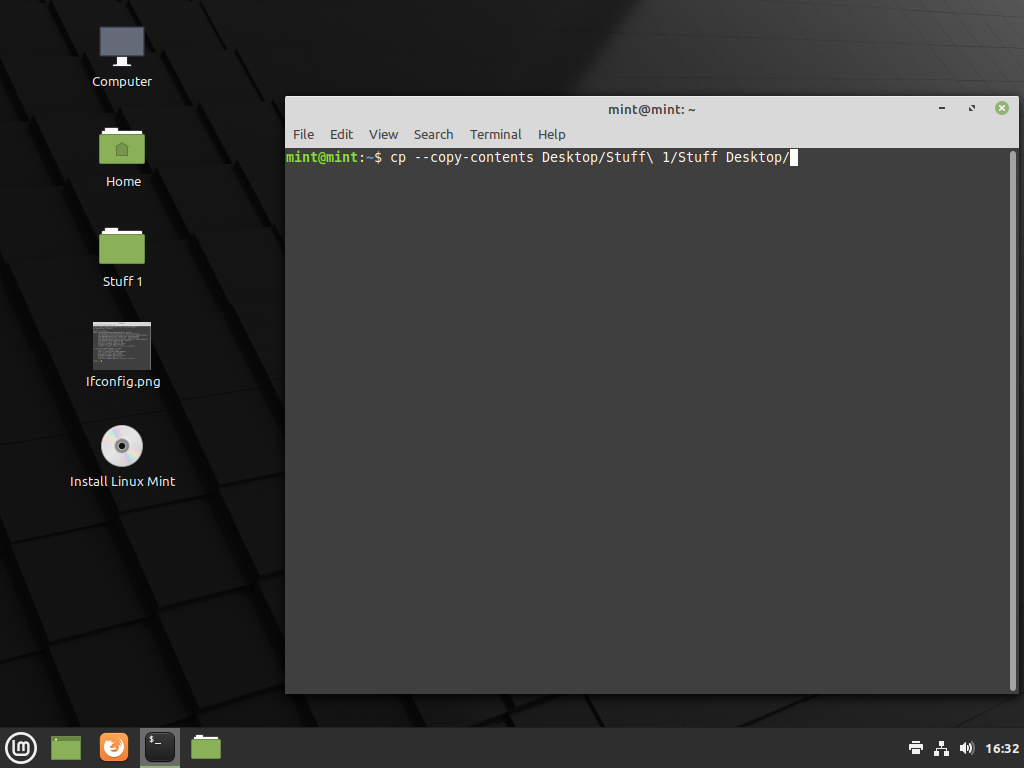 Computer
Home
Stuff 1
Ifconfig.png
Install Linux Mint
mint@mint: ~
File Edit View Search Terminal Help
mint@mint:~$ cp --copy-contents Desktop/Stuff\ 1/Stuff Desktop/
$_
16:32